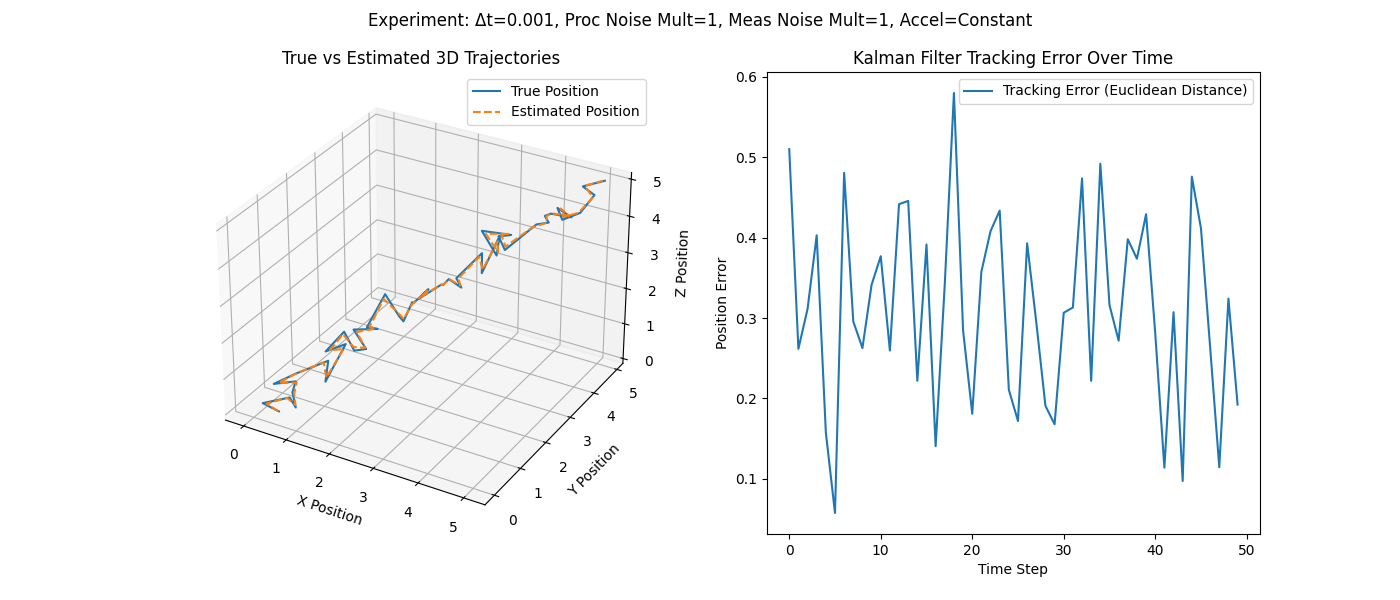 Experiment: Δt=0.001, Proc Noise Mult=1, Meas Noise Mult=1, Accel=Constant
True vs Estimated 3D Trajectories
True Position
Estimated Position
0
1
2
3
4
5
X Position
0
1
2
3
4
5
Y Position
0
1
2
3
4
5
Z Position
Kalman Filter Tracking Error Over Time
Tracking Error (Euclidean Distance)
0.6
0.5
0.4
0.3
0.2
0.1
Position Error
0
10
20
30
40
50
Time Step